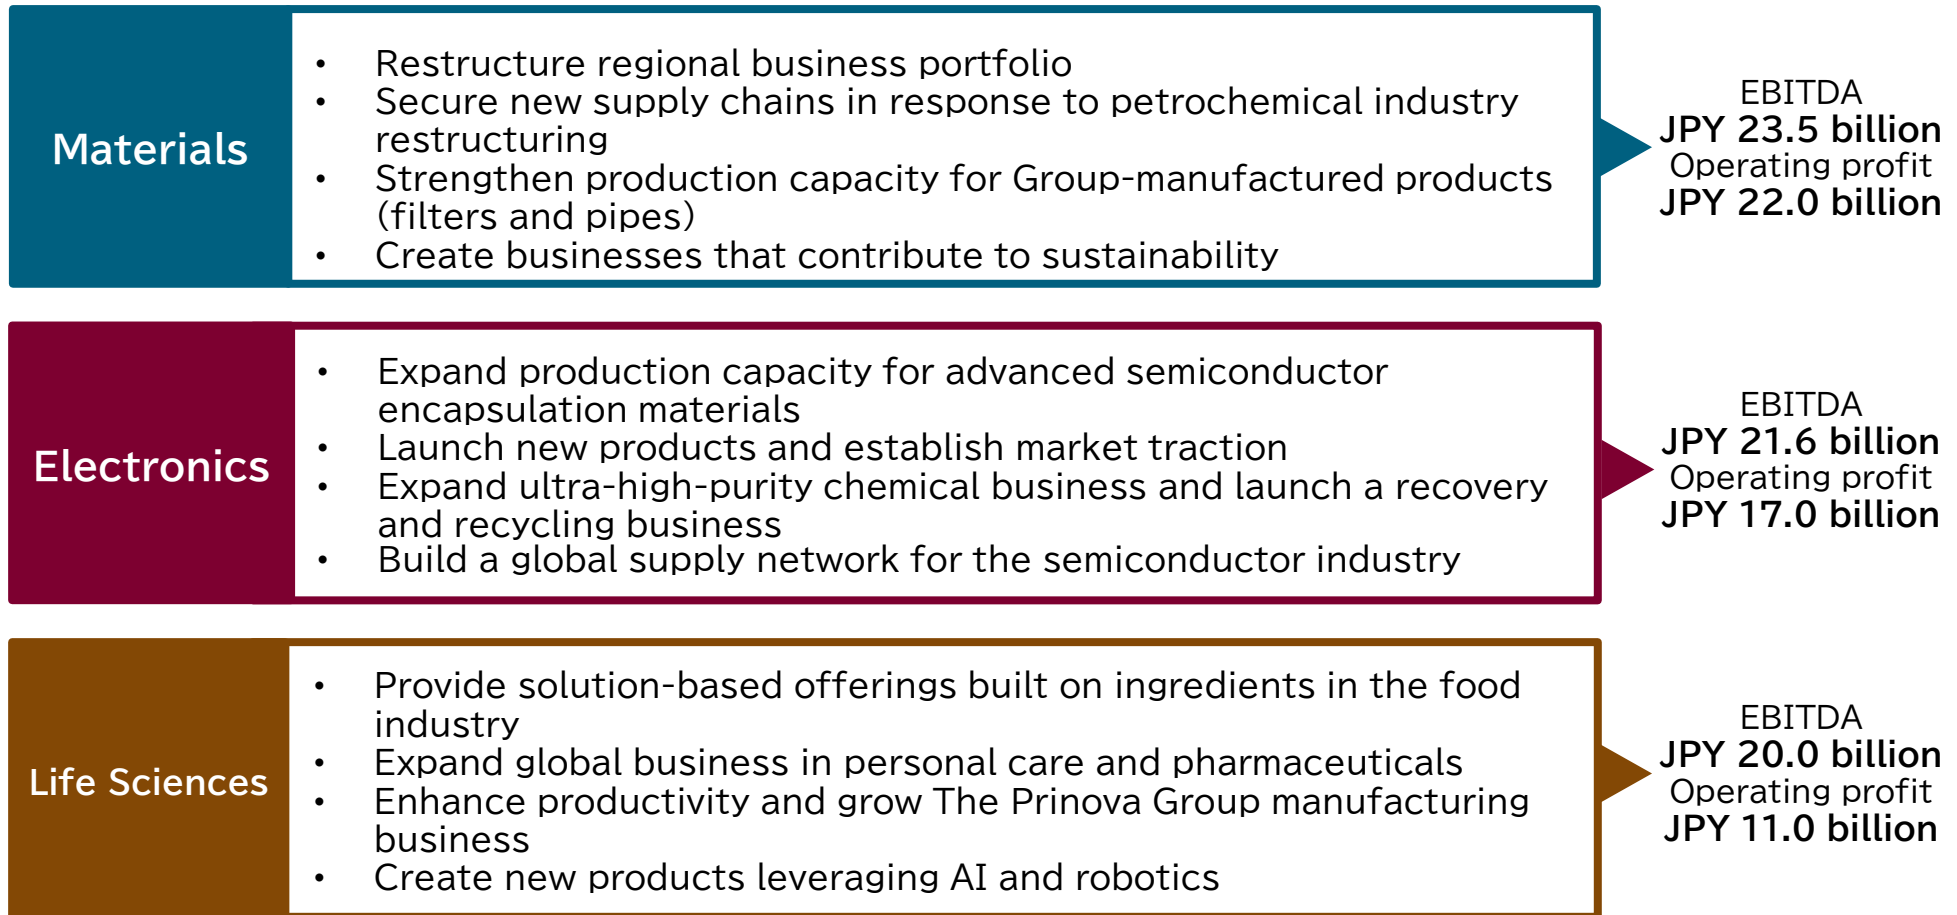 Materials
• Restructure regional business portfolio
• Secure new supply chains in response to petrochemical industry
restructuring
• Strengthen production capacity for Group-manufactured products
(filters and pipes)
• Create businesses that contribute to sustainability
EBITDA
JPY 23.5 billion
Operating profit
JPY 22.0 billion
Electronics
• Expand production capacity for advanced semiconductor
encapsulation materials
• Launch new products and establish market traction
• Expand ultra-high-purity chemical business and launch a recovery
and recycling business
• Build a global supply network for the semiconductor industry
EBITDA
JPY 21.6 billion
Operating profit
JPY 17.0 billion
Life Sciences
• Provide solution-based offerings built on ingredients in the food
industry
• Expand global business in personal care and pharmaceuticals
• Enhance productivity and grow The Prinova Group manufacturing
business
• Create new products leveraging AI and robotics
EBITDA
JPY 20.0 billion
Operating profit
JPY 11.0 billion